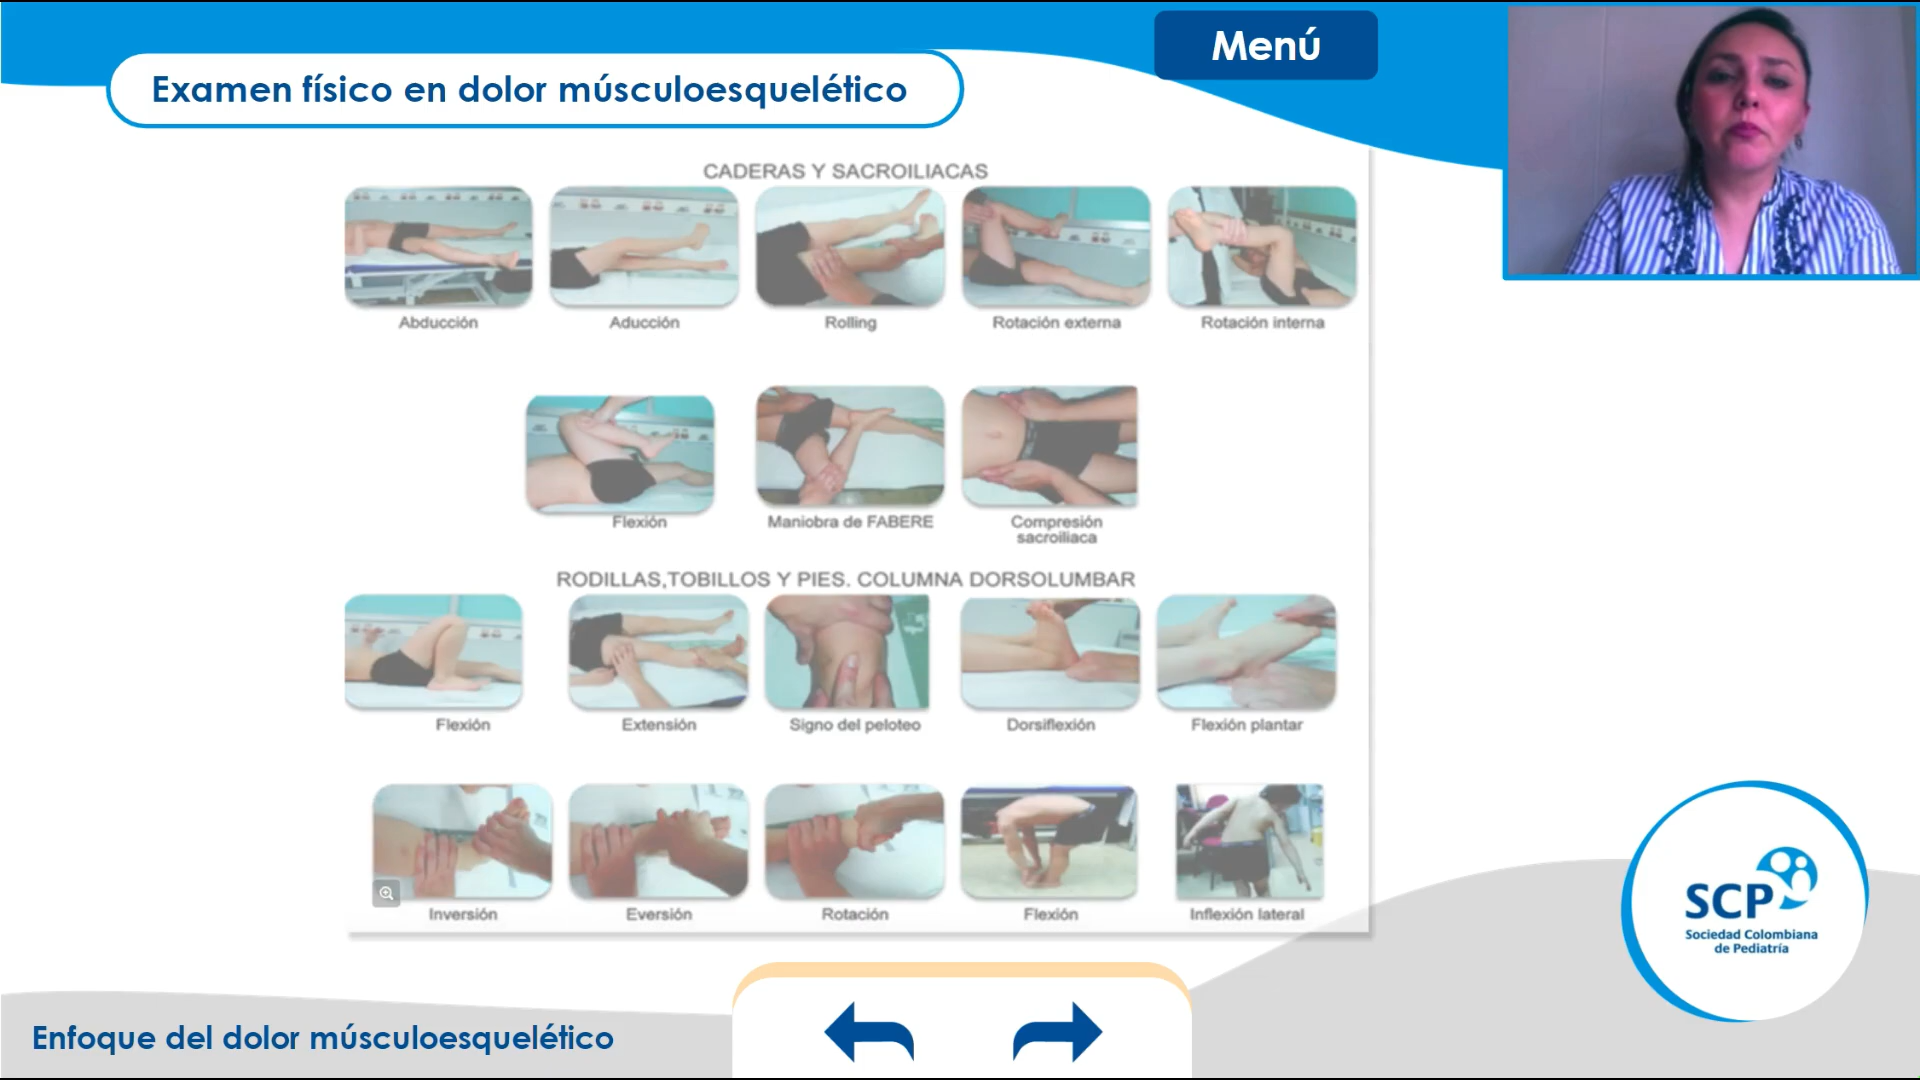 Menú
Examen físico en dolor músculoesquelético
CADERAS Y SACROILIACAS
Abducción
Aducción
Rolling
Rotación externa
Rotación interna
Flexión
Maniobra de FABERE
Compresión
sacroiliaca
RODILLAS,TOBILLOS Y PIES. COLUMNA DORSOLUMBAR
Flexión
Extensión
Signo del peloteo
Dorsiflexión
Flexión plantar
Inversión
Eversión
Rotación
Flexión
Inflexión lateral
SCP
Sociedad Colombiana
de Pediatría
Enfoque del dolor músculoesquelético